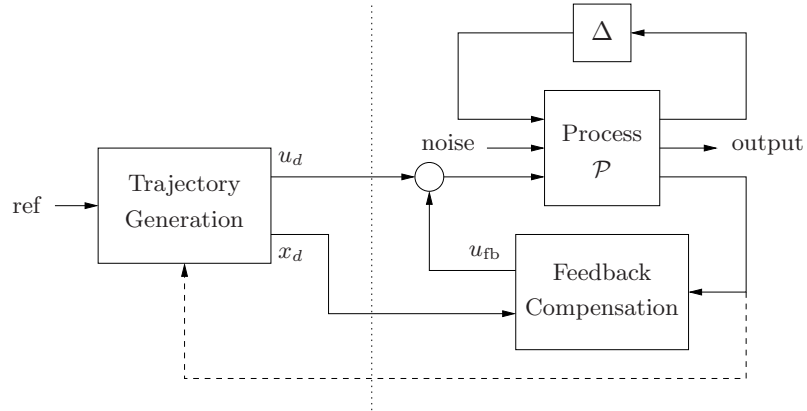 Δ
noise
Process
P
output
u_d
Trajectory
Generation
ref
x_d
u_fb
Feedback
Compensation